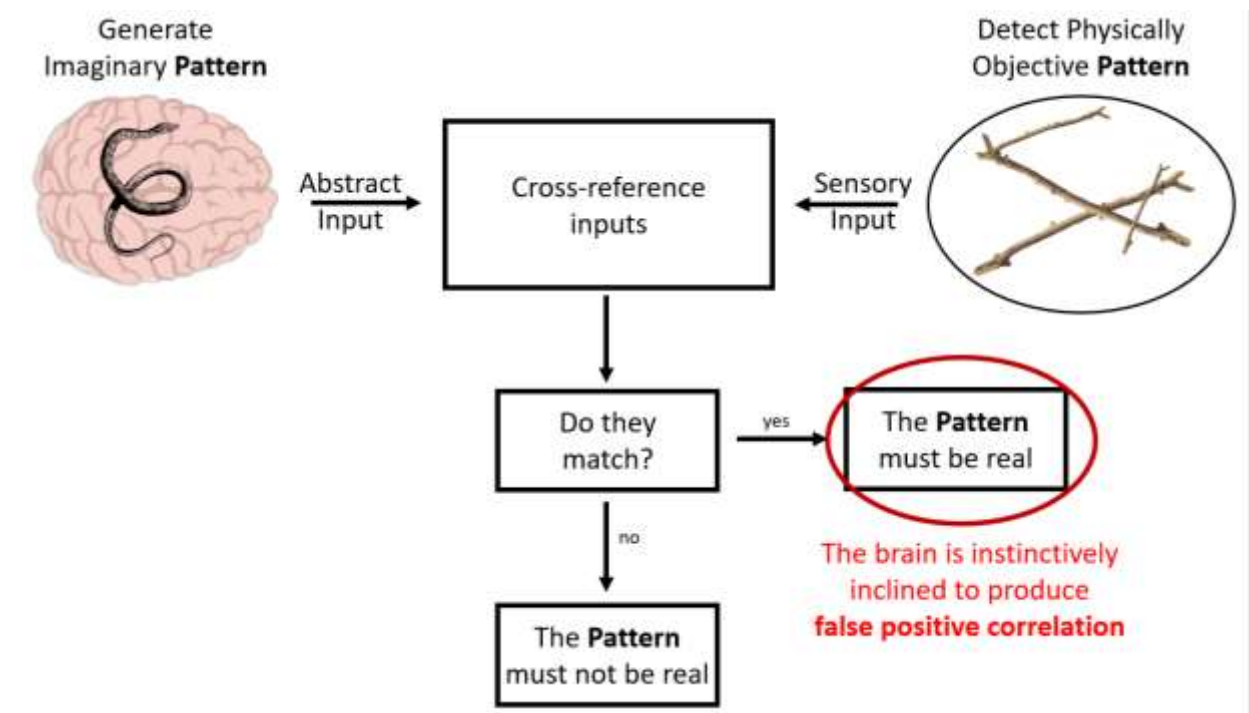 Generate
Imaginary Pattern
Detect Physically
Objective Pattern
Abstract
Input
Cross-reference
inputs
Sensory
Input
Do they
match?
yes
The Pattern
must be real
no
The brain is instinctively
inclined to produce
false positive correlation
The Pattern
must not be real